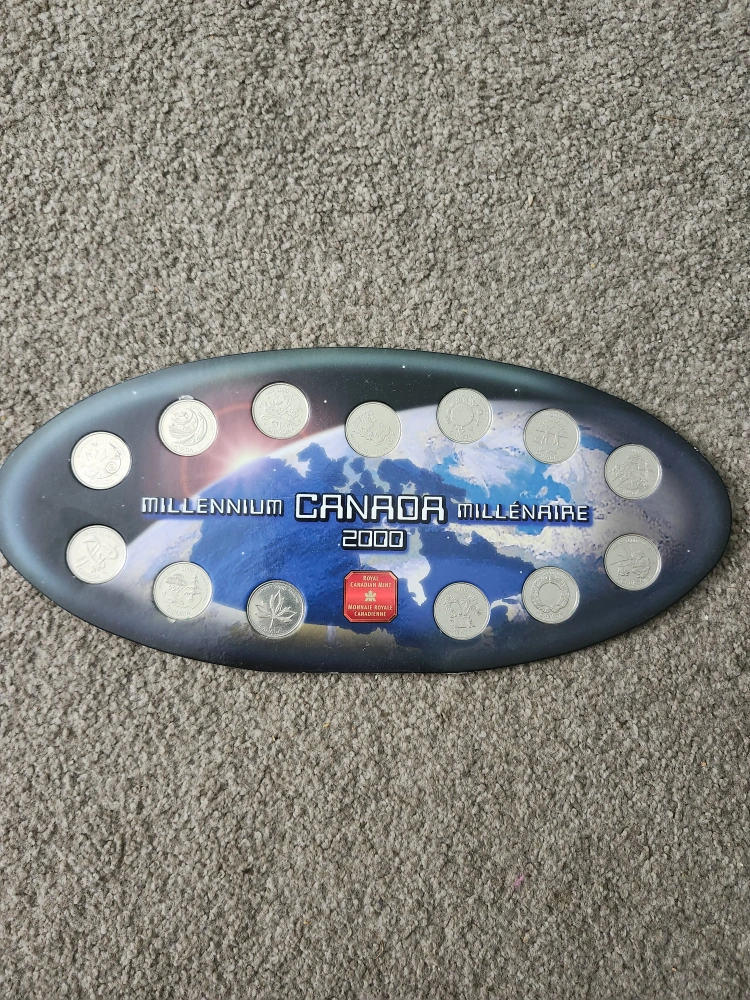 MILLENNIUM CANADA MILLÉNAIRE
2000
ROYAL
CANADIAN MINT
MONNAIE ROYALE
CANADIENNE